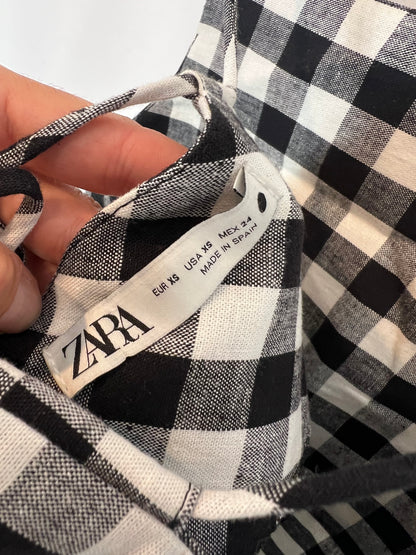 ZARA
EUR XS USA XS MEX 24
MADE IN SPAIN